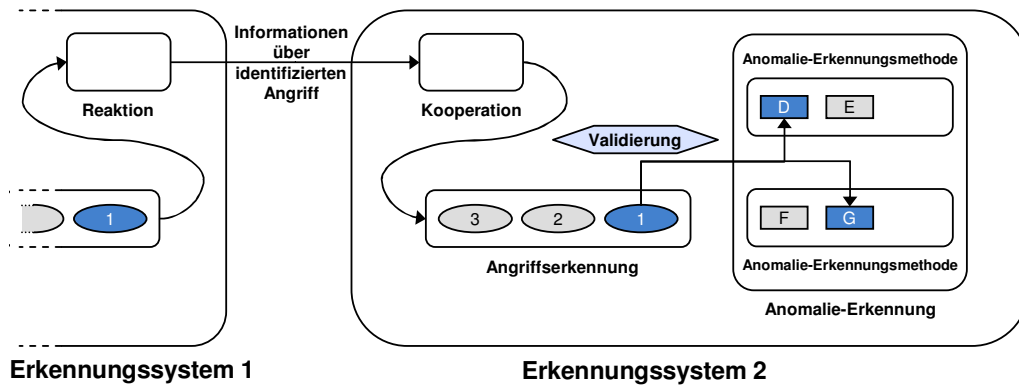 Informationen
über
identifizierten
Angriff
Reaktion
Kooperation
Anomalie-Erkennungsmethode
D E
Validierung
1
3 2 1
F G
Angriffserkennung
Anomalie-Erkennungsmethode
Anomalie-Erkennung
Erkennungssystem 1
Erkennungssystem 2